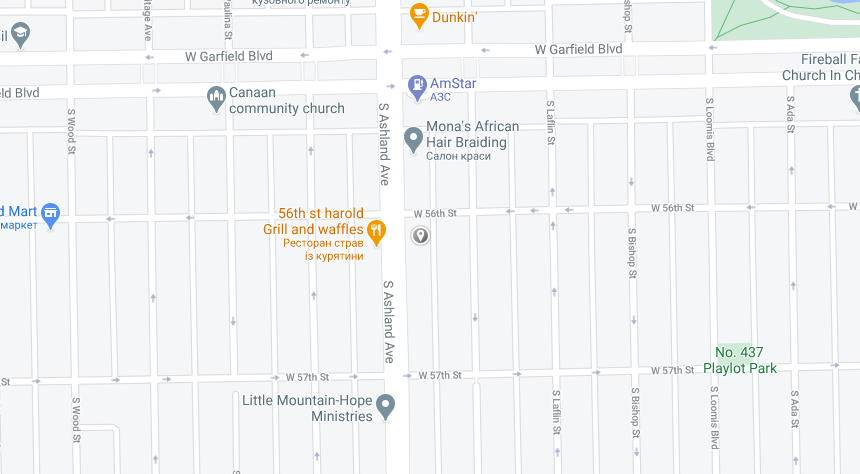 кузовного ремонту
Dunkin'
S Paulina St
S Bishop St
W Garfield Blvd
W Garfield Blvd
Fireball
Church In
AmStar
АЗС
Canaan
community church
Blvd
S Wood St
S Ashland Ave
Mona's African
Hair Braiding
Салон краси
S Laflin St
S Loomis Blvd
S Ada St
Mart
56th st harold
Grill and waffles
Ресторан страв
із курятини
W 56th St
W 56th St
S Bishop St
S Ashland Ave
No. 437
Playlot Park
St
W 57th St
W 57th St
W 57th St
Little Mountain-Hope
Ministries
S Wood St
S Laflin St
S Bishop St
S Loomis Blvd
S Ada St